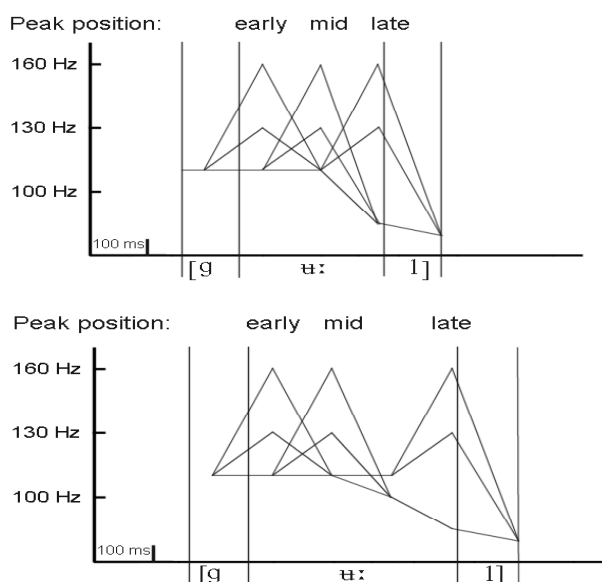 Peak position: early mid late
160 Hz
130 Hz
100 Hz
100 ms
[g ʉː l]
Peak position: early mid late
160 Hz
130 Hz
100 Hz
100 ms
[g ʉː l]